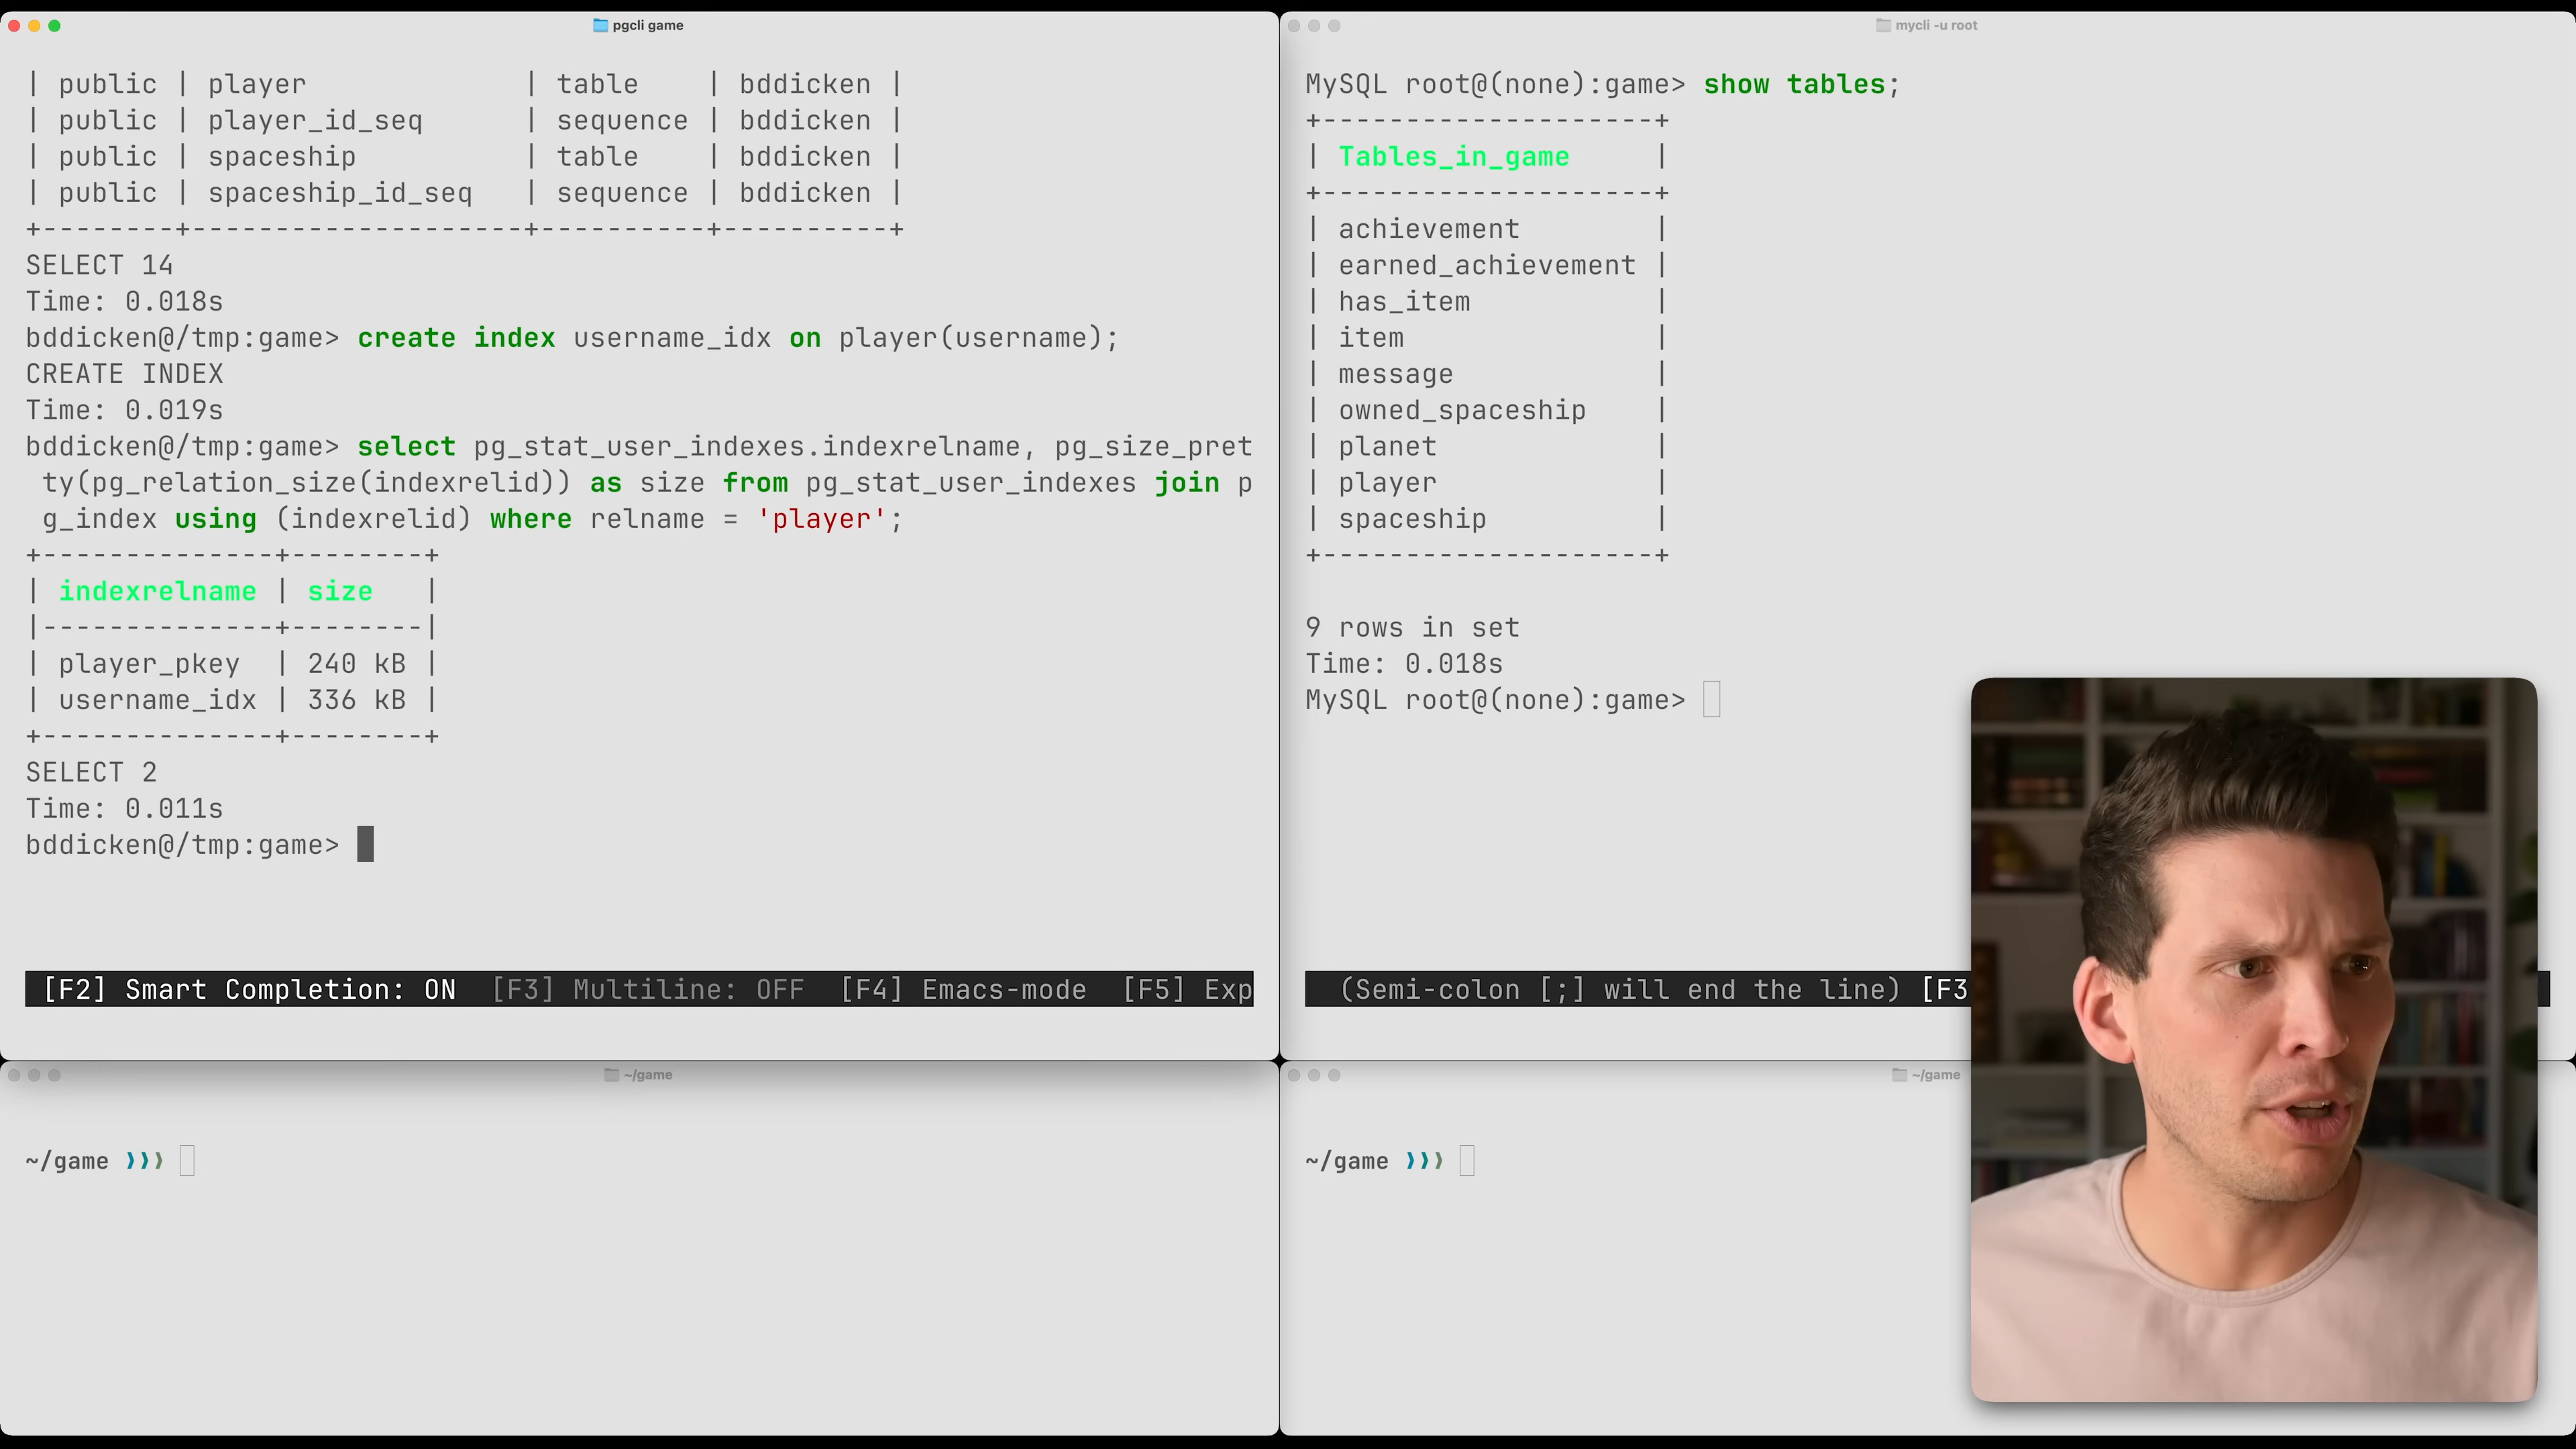 pgcli game
| public | player | table | bddicken |
| public | player_id_seq | sequence | bddicken |
| public | spaceship | table | bddicken |
| public | spaceship_id_seq | sequence | bddicken |
+--------+---------------------+----------+----------+
SELECT 14
Time: 0.018s
bddicken@/tmp:game> create index username_idx on player(username);
CREATE INDEX
Time: 0.019s
bddicken@/tmp:game> select pg_stat_user_indexes.indexrelname, pg_size_pret
ty(pg_relation_size(indexrelid)) as size from pg_stat_user_indexes join p
g_index using (indexrelid) where relname = 'player';
+--------------+--------+
| indexrelname | size |
|--------------+--------|
| player_pkey | 240 kB |
| username_idx | 336 kB |
+--------------+--------+
SELECT 2
Time: 0.011s
bddicken@/tmp:game>
[F2] Smart Completion: ON [F3] Multiline: OFF [F4] Emacs-mode [F5] Exp
mycli -u root
MySQL root@(none):game> show tables;
+--------------------+
| Tables_in_game |
+--------------------+
| achievement |
| earned_achievement |
| has_item |
| item |
| message |
| owned_spaceship |
| planet |
| player |
| spaceship |
+--------------------+
9 rows in set
Time: 0.018s
MySQL root@(none):game>
(Semi-colon [;] will end the line) [F3
~/game
~/game ❯❯❯
~/game
~/game ❯❯❯